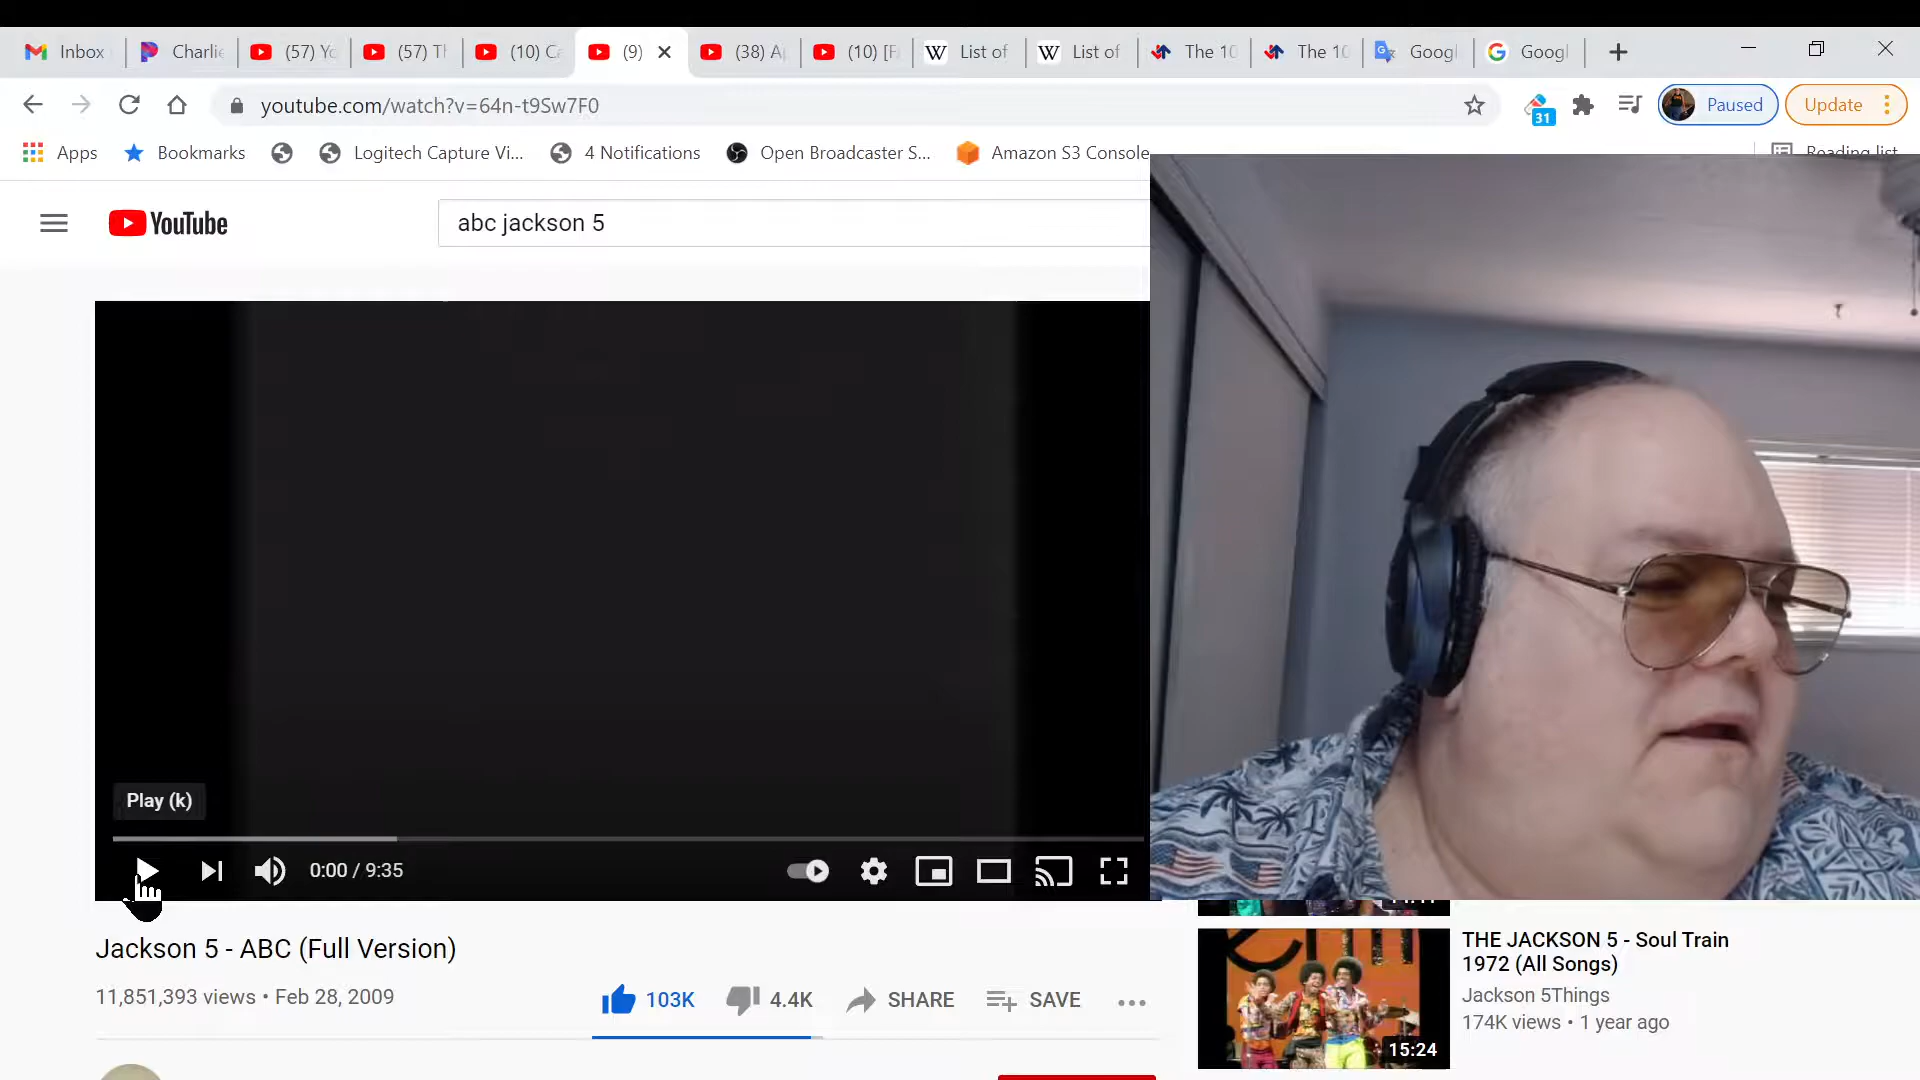 Inbox
Charlie
(57) Yo
(57) Th
(10) Ca
(9)
(38) A
(10) [F
List of
List of
The 10
The 10
Googl
Googl
youtube.com/watch?v=64n-t9Sw7F0
31
Paused
Update
Apps
Bookmarks
Logitech Capture Vi...
4 Notifications
Open Broadcaster S...
Amazon S3 Console
Reading list
YouTube
abc jackson 5
Play (k)
0:00 / 9:35
Jackson 5 - ABC (Full Version)
11,851,393 views • Feb 28, 2009
103K
4.4K
SHARE
SAVE
THE JACKSON 5 - Soul Train
1972 (All Songs)
Jackson 5Things
174K views • 1 year ago
15:24